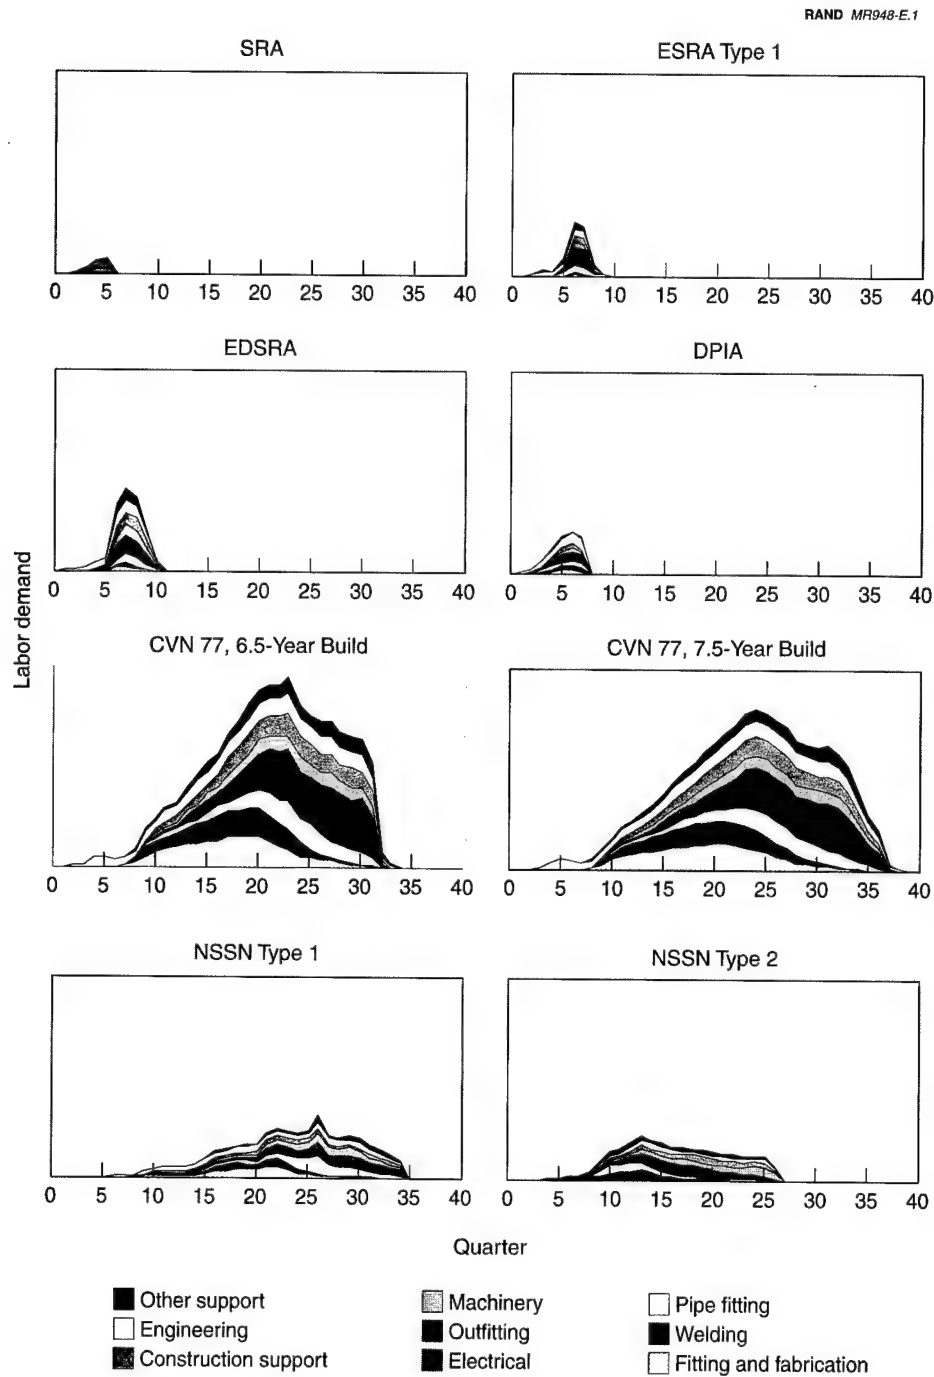 RAND MR948-E.1
SRA
ESRA Type 1
0 5 10 15 20 25 30 35 40
0 5 10 15 20 25 30 35 40
EDSRA
DPIA
0 5 10 15 20 25 30 35 40
0 5 10 15 20 25 30 35 40
Labor demand
CVN 77, 6.5-Year Build
CVN 77, 7.5-Year Build
0 5 10 15 20 25 30 35 40
0 5 10 15 20 25 30 35 40
NSSN Type 1
NSSN Type 2
0 5 10 15 20 25 30 35 40
0 5 10 15 20 25 30 35 40
Quarter
Other support
Engineering
Construction support
Machinery
Outfitting
Electrical
Pipe fitting
Welding
Fitting and fabrication